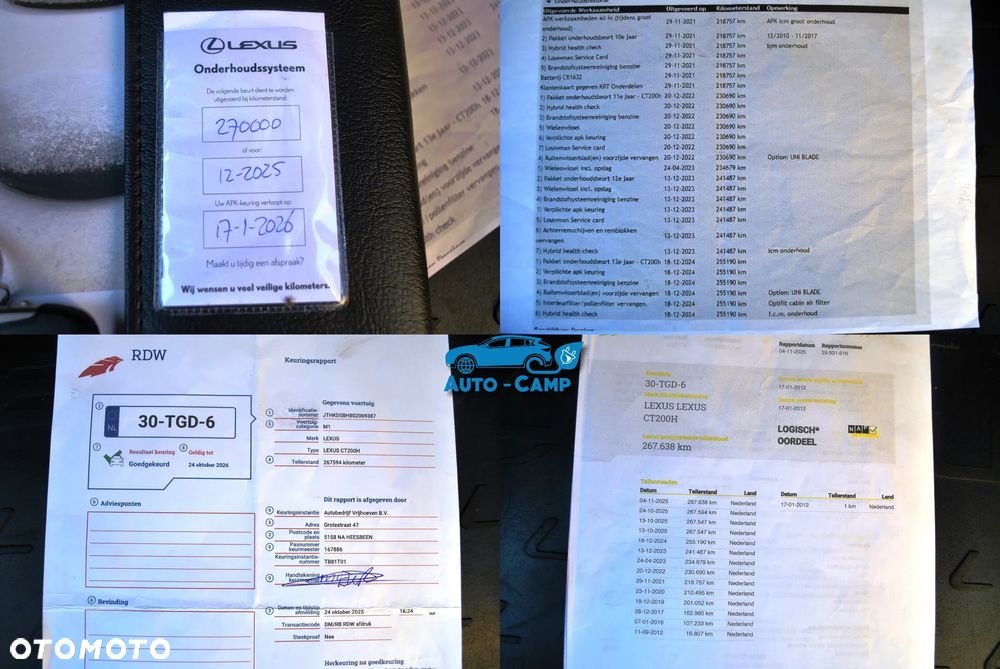 LEXUS
Onderhoudssysteem
De volgende beurt dient te worden
uitgevoerd bij kilometerstand:
270000
of voor:
12-2025
Uw APK-keuring verloopt op:
17-1-2026
Maakt u tijdig een afspraak?
Wij wensen u veel veilige kilometers.
Uitgevoerde Werkzaamheid Uitgevoerd op Kilometerstand Opmerking
APK werkzaamheden all-in (tijdens groot onderhoud) 29-11-2021 218757 km APK icm groot onderhoud
2) Pakket onderhoudsbeurt 10e jaar 29-11-2021 218757 km 12/2010 - 11/2017
3) Hybrid health check 29-11-2021 218757 km icm onderhoud
4) Louwman Service Card 29-11-2021 218757 km
5) Brandstofsysteemreiniging benzine 29-11-2021 218757 km
Batterij CR1632 29-11-2021 218757 km
Klantenkaart gegeven KRT Onderdelen 29-11-2021 218757 km
1) Pakket onderhoudsbeurt 11e jaar - CT200h 20-12-2022 230690 km
2) Hybrid health check 20-12-2022 230690 km
3) Brandstofsysteemreiniging benzine 20-12-2022 230690 km
5) Wielenwissel 20-12-2022 230690 km
6) Verplichte apk keuring 20-12-2022 230690 km
7) Louwman Service card 20-12-2022 230690 km
4) Ruitenwisserblad(en) voorzijde vervangen 20-12-2022 230690 km Option: UNI BLADE
1) Wielenwissel incl. opslag 24-04-2023 234679 km
2) Pakket onderhoudsbeurt 12e jaar 13-12-2023 241487 km
3) Wielenwissel incl. opslag 13-12-2023 241487 km
4) Brandstofsysteemreiniging benzine 13-12-2023 241487 km
1) Verplichte apk keuring 13-12-2023 241487 km
5) Louwman Service card 13-12-2023 241487 km
6) Achterremschijven en remblokken vervangen 13-12-2023 241487 km
7) Hybrid health check 13-12-2023 241487 km icm onderhoud
1) Pakket onderhoudsbeurt 13e jaar - CT200h 18-12-2024 255190 km
2) Verplichte apk keuring 18-12-2024 255190 km
3) Brandstofsysteemreiniging benzine 18-12-2024 255190 km
4) Ruitenwisserblad(en) voorzijde vervangen 18-12-2024 255190 km Option: UNI BLADE
5) Interieurfilter/pollenfilter vervangen. 18-12-2024 255190 km Optifit cabin air filter
8) Hybrid health check 18-12-2024 255190 km I.c.m. onderhoud
AUTO - CAMP
RDW
Keuringsrapport
NL
30-TGD-6
Resultaat keuring
Goedgekeurd
Geldig tot
24 oktober 2026
Adviespunten
Bevinding
Gegevens voertuig
Identificatienummer JTHKD5BH802069387
Voertuigcategorie M1
Merk LEXUS
Type LEXUS CT200H
Tellerstand 267594 kilometer
Dit rapport is afgegeven door
Keuringsinstantie Autobedrijf Vrijhoeven B.V.
Adres Grotestraat 47
Postcode en plaats 5158 NA HEESBEEN
Pasnummer keurmeester 167886
Keuringsinstantienummer TB81T01
Handtekening keurmeester
Datum en tijdstip afmelding 24 oktober 2025 16:24 uur
Transactiecode DM/RB RDW afdruk
Steekproef Nee
Herkeuring na goedkeuring
Rapportdatum Rapportnummer
04-11-2025 29.831.616
30-TGD-6
LEXUS LEXUS
CT200H
267.638 km
17-01-2012
17-01-2012
LOGISCH*
OORDEEL
NAP
Tellerstanden
Datum Tellerstand Land
04-11-2025 267.638 km Nederland
24-10-2025 267.594 km Nederland
13-10-2025 267.547 km Nederland
13-10-2025 267.547 km Nederland
18-12-2024 255.190 km Nederland
13-12-2023 241.487 km Nederland
24-04-2023 234.679 km Nederland
20-12-2022 230.690 km Nederland
29-11-2021 218.757 km Nederland
23-11-2020 210.495 km Nederland
18-12-2019 201.052 km Nederland
28-12-2017 162.960 km Nederland
07-01-2016 107.233 km Nederland
11-09-2012 16.807 km Nederland
Datum Tellerstand Land
17-01-2012 1 km Nederland
OTOMOTO